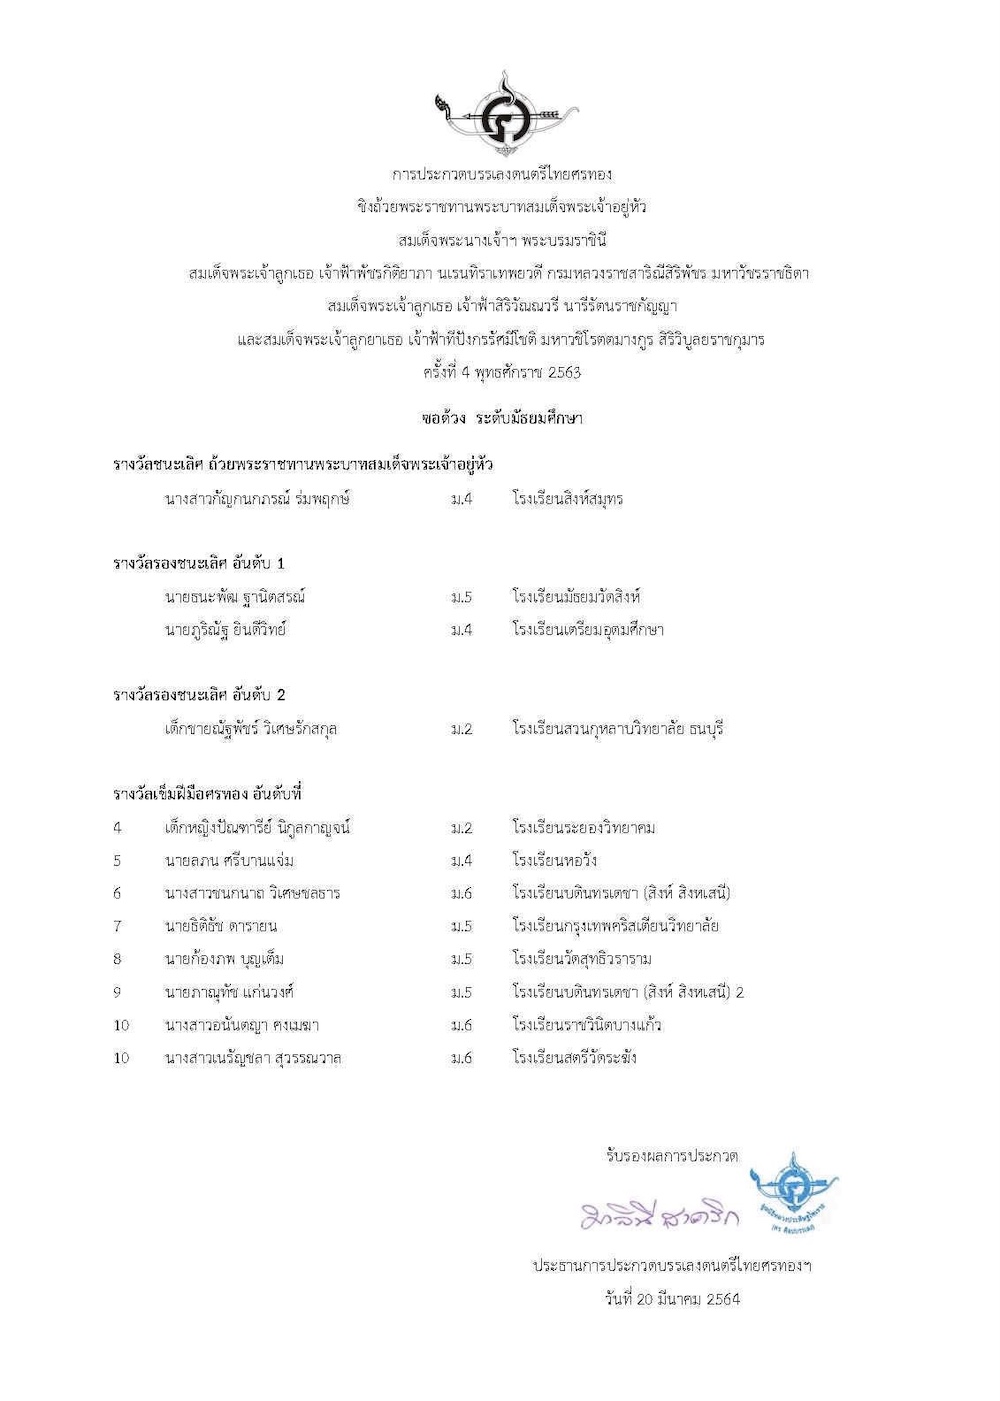 การประกวดบรรเลงดนตรีไทยศรทอง
ชิงถ้วยพระราชทานพระบาทสมเด็จพระเจ้าอยู่หัว
สมเด็จพระนางเจ้าฯ พระบรมราชินี
สมเด็จพระเจ้าลูกเธอ เจ้าฟ้าพัชรกิติยาภา นเรนทิราเทพยวดี กรมหลวงราชสาริณีสิริพัชร มหาวัชรราชธิดา
สมเด็จพระเจ้าลูกเธอ เจ้าฟ้าสิริวัณณวรี นารีรัตนราชกัญญา
และสมเด็จพระเจ้าลูกยาเธอ เจ้าฟ้าทีปังกรรัศมีโชติ มหาวชิโรตตมางกูร สิริวิบูลยราชกุมาร
ครั้งที่ 4 พุทธศักราช 2563
ซอด้วง ระดับมัธยมศึกษา
รางวัลชนะเลิศ ถ้วยพระราชทานพระบาทสมเด็จพระเจ้าอยู่หัว
นางสาวกัญกนกภรณ์ ร่มพฤกษ์ ม.4 โรงเรียนสิงห์สมุทร
รางวัลรองชนะเลิศ อันดับ 1
นายธนะพัฒ ฐานิตสรณ์ ม.5 โรงเรียนมัธยมวัดสิงห์
นายภูริณัฐ ยินดีวิทย์ ม.4 โรงเรียนเตรียมอุดมศึกษา
รางวัลรองชนะเลิศ อันดับ 2
เด็กชายณัฐพัชร์ วิเศษรักสกุล ม.2 โรงเรียนสวนกุหลาบวิทยาลัย ธนบุรี
รางวัลเข็มฝีมือศรทอง อันดับที่
4 เด็กหญิงปัณฑารีย์ นิกูลกาญจน์ ม.2 โรงเรียนระยองวิทยาคม
5 นายลภน ศรีบานแจ่ม ม.4 โรงเรียนหอวัง
6 นางสาวชนกนาถ วิเศษชลธาร ม.6 โรงเรียนบดินทรเดชา (สิงห์ สิงหเสนี)
7 นายธิติธัช ดารายน ม.5 โรงเรียนกรุงเทพคริสเตียนวิทยาลัย
8 นายก้องภพ บุญเต็ม ม.5 โรงเรียนวัดสุทธิวราราม
9 นายภาณุทัช แก่นวงศ์ ม.5 โรงเรียนบดินทรเดชา (สิงห์ สิงหเสนี) 2
10 นางสาวอนันตญา คงเมฆา ม.6 โรงเรียนราชวินิตบางแก้ว
10 นางสาวเนรัญชลา สุวรรณวาล ม.6 โรงเรียนสตรีวัดระฆัง
รับรองผลการประกวด
มาลินี สาคริก
มูลนิธิหลวงประดิษฐไพเราะ
(ศร ศิลปบรรเลง)
ประธานการประกวดบรรเลงดนตรีไทยศรทองฯ
วันที่ 20 มีนาคม 2564